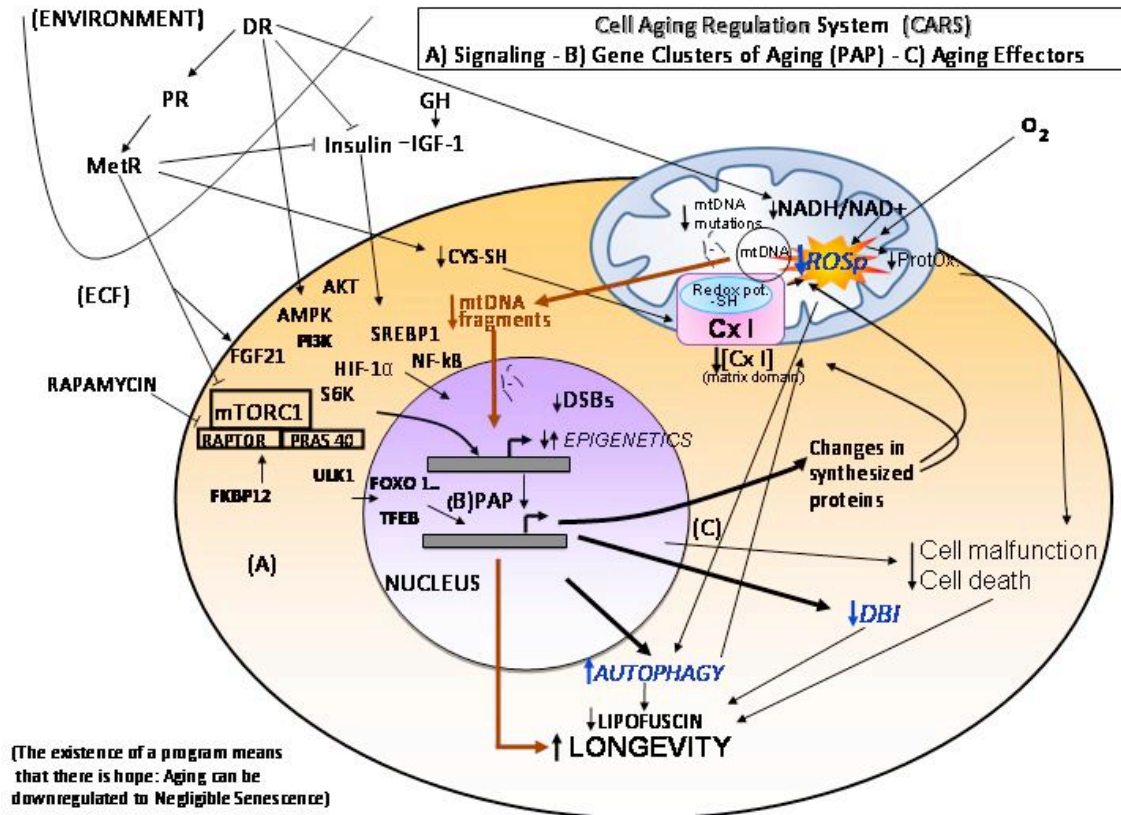 (ENVIRONMENT)
DR
Cell Aging Regulation System (CARS)
A) Signaling - B) Gene Clusters of Aging (PAP) - C) Aging Effectors
PR
GH
MetR
Insulin
IGF-1
O2
mtDNA
mutations
NADH/NAD+
mtDNA
ROSp
ProtOx.
CYS-SH
Redox pot.
-SH
Cx I
[Cx I]
(matrix domain)
(ECF)
AKT
AMPK
PI3K
mtDNA
fragments
SREBP1
FGF21
HIF-1α
NF-kB
RAPAMYCIN
S6K
mTORC1
RAPTOR
PRAS 40
FKBP12
ULK1
DSBs
↓↑ EPIGENETICS
FOXO 1...
(B)PAP
TFEB
NUCLEUS
(A)
Changes in
synthesized
proteins
(C)
Cell malfunction
Cell death
DBI
AUTOPHAGY
LIPOFUSCIN
LONGEVITY
(The existence of a program means
that there is hope: Aging can be
downregulated to Negligible Senescence)